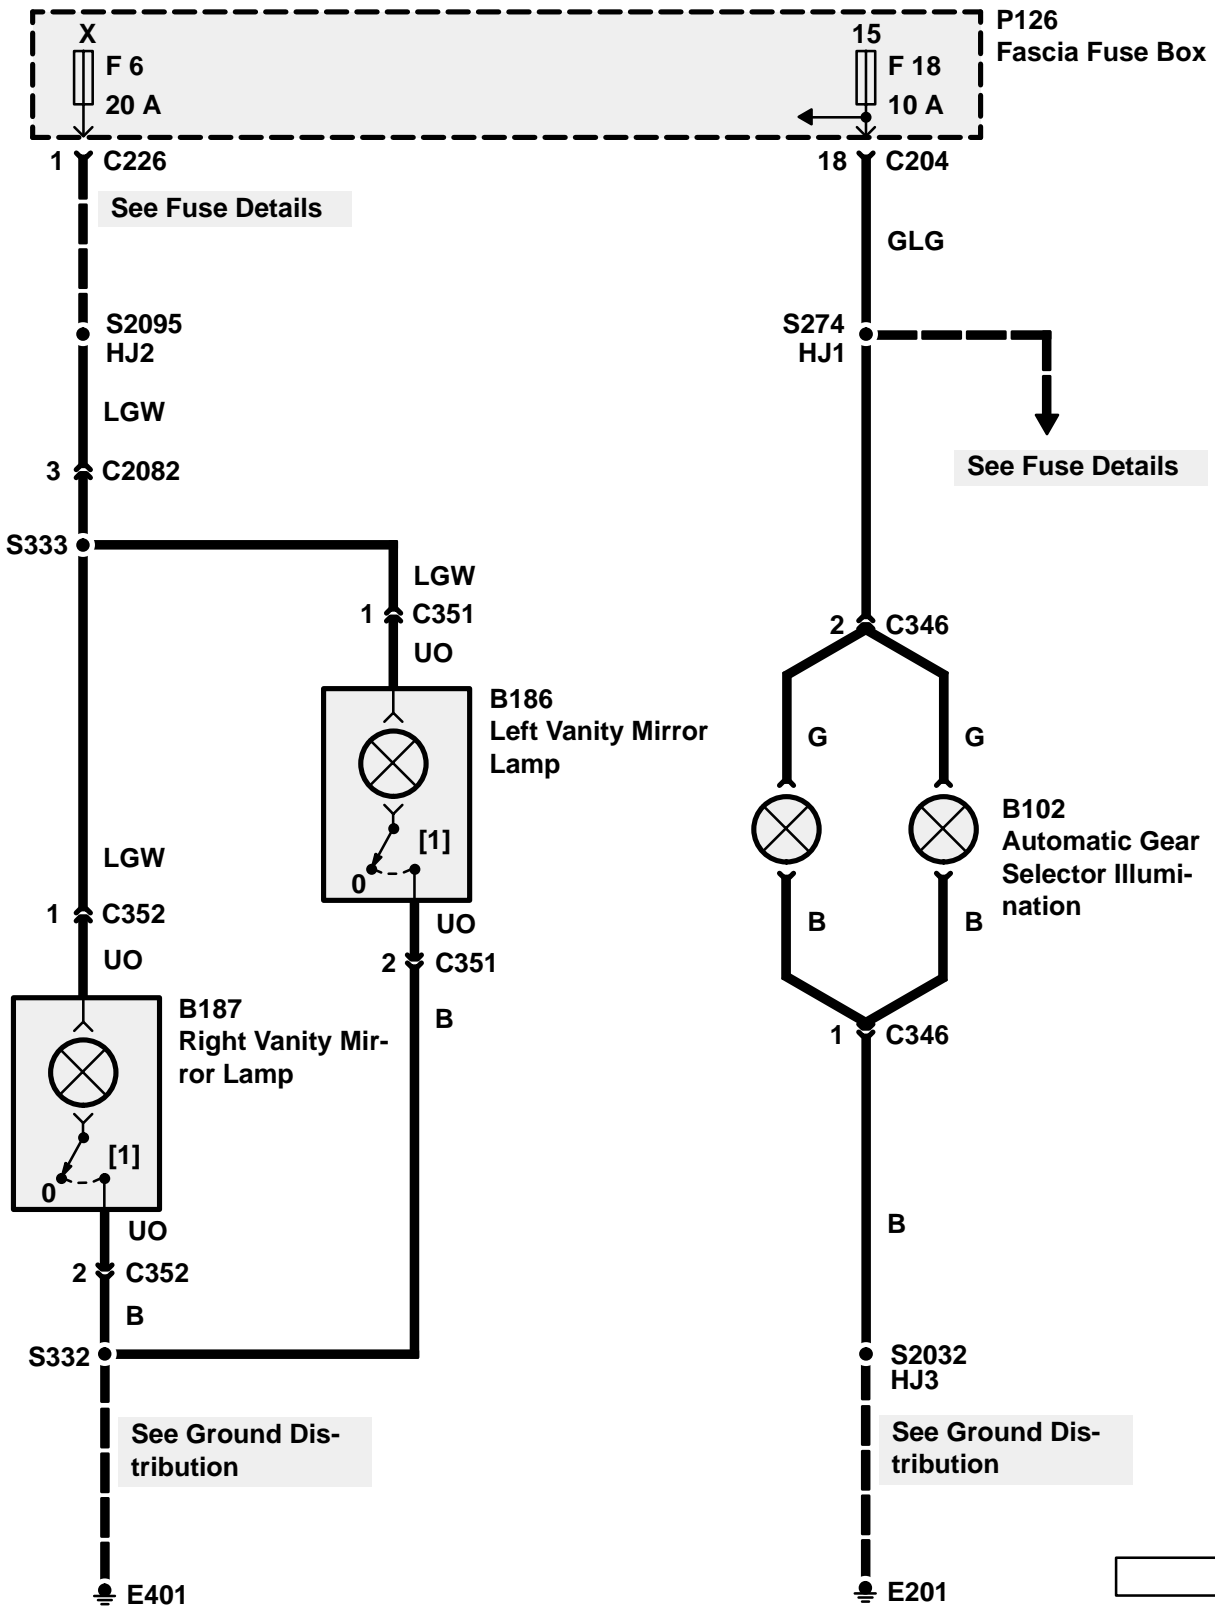 P126
Fascia Fuse Box
X
F 6
20 A
15
F 18
10 A
1
C226
18
C204
See Fuse Details
GLG
S2095
HJ2
S274
HJ1
LGW
3
C2082
See Fuse Details
S333
LGW
1
C351
2
C346
UO
B186
Left Vanity Mirror
Lamp
G
G
B102
Automatic Gear
Selector Illumi-
nation
[1]
0
LGW
1
C352
UO
UO
B
B
2
C351
B187
Right Vanity Mir-
ror Lamp
B
1
C346
[1]
0
UO
B
2
C352
B
S332
S2032
HJ3
See Ground Dis-
tribution
See Ground Dis-
tribution
E401
E201